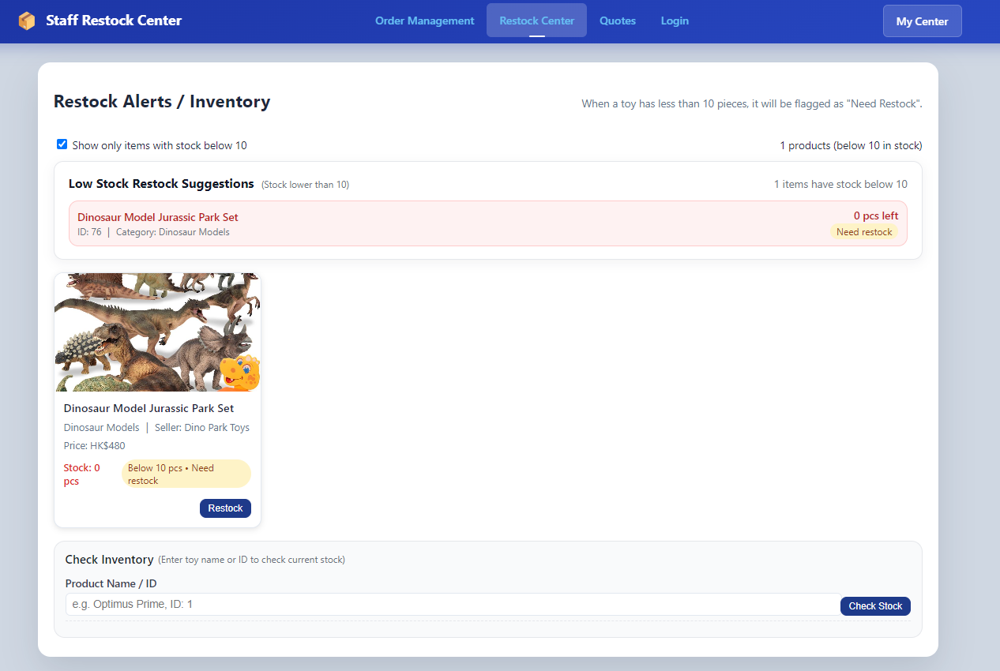 Staff Restock Center
Order Management
Restock Center
Quotes
Login
My Center
Restock Alerts / Inventory
When a toy has less than 10 pieces, it will be flagged as "Need Restock".
Show only items with stock below 10
1 products (below 10 in stock)
Low Stock Restock Suggestions (Stock lower than 10)
1 items have stock below 10
Dinosaur Model Jurassic Park Set
0 pcs left
ID: 76 | Category: Dinosaur Models
Need restock
Dinosaur Model Jurassic Park Set
Dinosaur Models | Seller: Dino Park Toys
Price: HK$480
Stock: 0
pcs
Below 10 pcs • Need
restock
Restock
Check Inventory (Enter toy name or ID to check current stock)
Product Name / ID
e.g. Optimus Prime, ID: 1
Check Stock